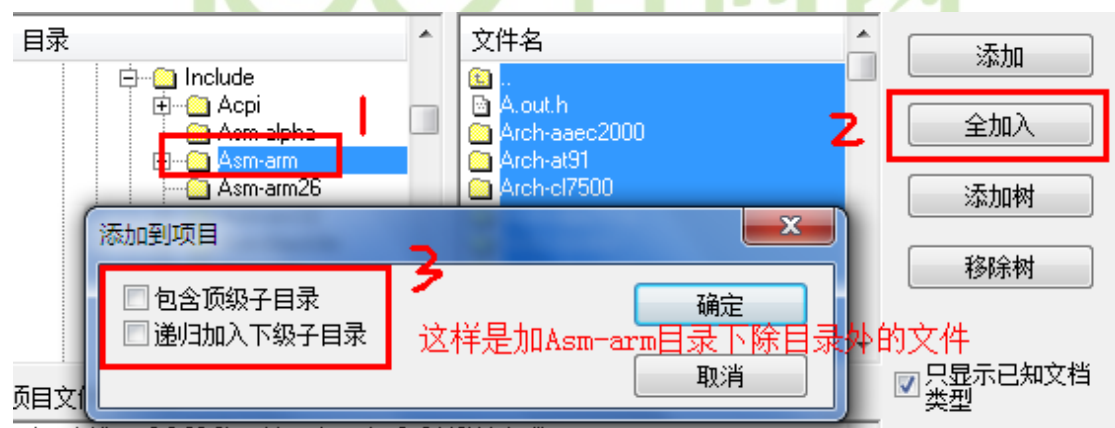 目录
Include
Acpi
Asm-alpha
Asm-arm
Asm-arm26
1
文件名
..
A.out.h
Arch-aaec2000
Arch-at91
Arch-cl7500
2
添加
全加入
添加树
移除树
添加到项目
3
包含顶级子目录
递归加入下级子目录
确定
取消
这样是加Asm-arm目录下除目录外的文件
只显示已知文档
类型
项目文